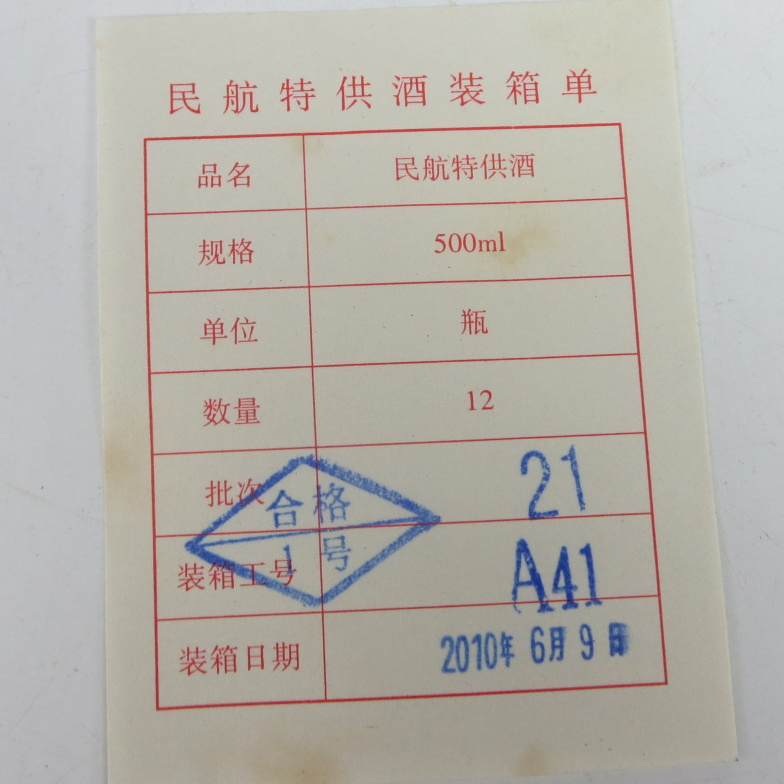 民航特供酒装箱单
品名 民航特供酒
规格 500ml
单位 瓶
数量 12
批次 21
合格
1号
装箱工号 A41
装箱日期 2010年 6月 9日